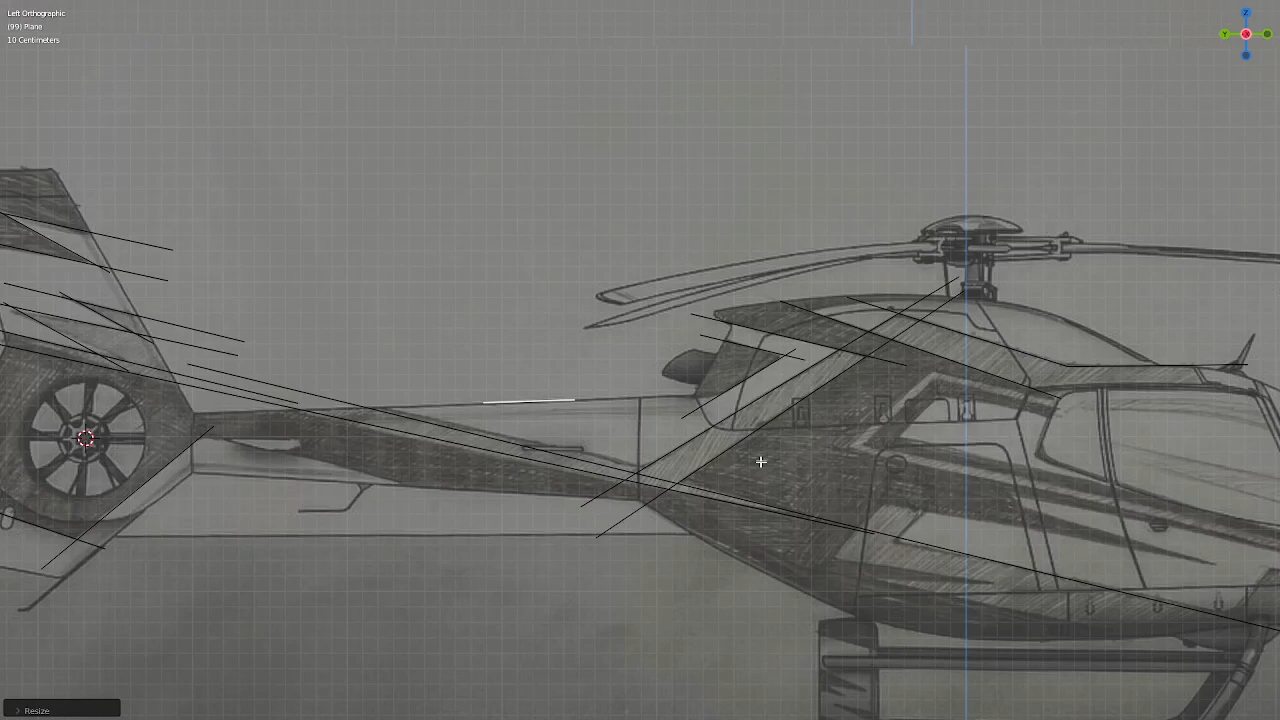 Left Orthographic
(99) Plane
10 Centimeters
Z
Y
Resize